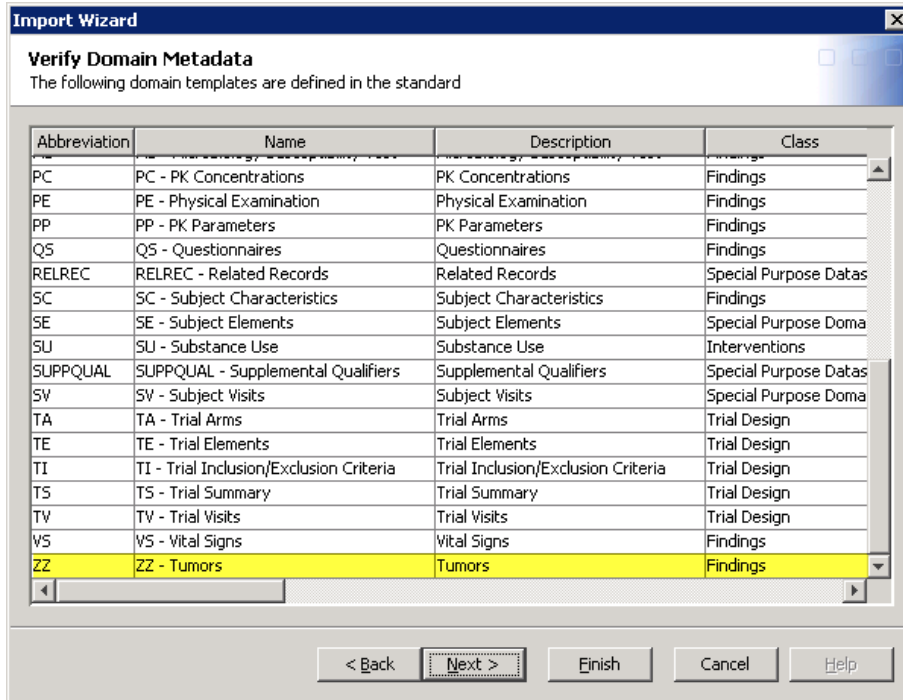 Import Wizard
Verify Domain Metadata
The following domain templates are defined in the standard
Abbreviation Name Description Class
PC PC - PK Concentrations PK Concentrations Findings
PE PE - Physical Examination Physical Examination Findings
PP PP - PK Parameters PK Parameters Findings
QS QS - Questionnaires Questionnaires Findings
RELREC RELREC - Related Records Related Records Special Purpose Datas
SC SC - Subject Characteristics Subject Characteristics Findings
SE SE - Subject Elements Subject Elements Special Purpose Doma
SU SU - Substance Use Substance Use Interventions
SUPPQUAL SUPPQUAL - Supplemental Qualifiers Supplemental Qualifiers Special Purpose Datas
SV SV - Subject Visits Subject Visits Special Purpose Doma
TA TA - Trial Arms Trial Arms Trial Design
TE TE - Trial Elements Trial Elements Trial Design
TI TI - Trial Inclusion/Exclusion Criteria Trial Inclusion/Exclusion Criteria Trial Design
TS TS - Trial Summary Trial Summary Trial Design
TV TV - Trial Visits Trial Visits Trial Design
VS VS - Vital Signs Vital Signs Findings
ZZ ZZ - Tumors Tumors Findings
< Back Next > Finish Cancel Help